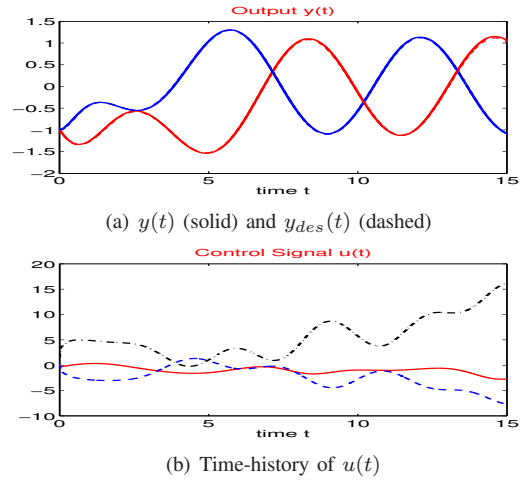 Output y(t)
1.5
1
0.5
0
−0.5
−1
−1.5
−2
0 5 10 15
time t
(a) y(t) (solid) and y_des(t) (dashed)
Control Signal u(t)
20
15
10
5
0
−5
−10
0 5 10 15
time t
(b) Time-history of u(t)